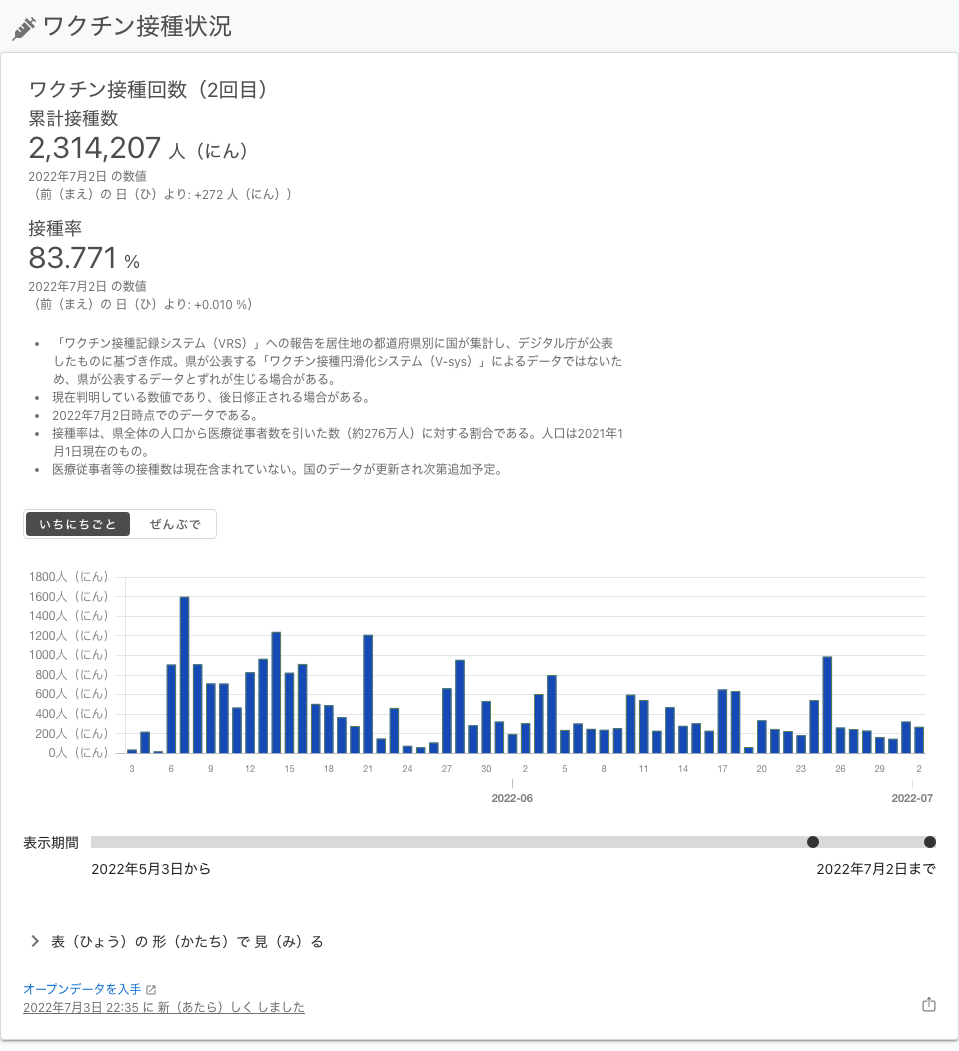 ワクチン接種状況
ワクチン接種回数（2回目）
累計接種数
2,314,207 人（にん）
2022年7月2日 の数値
（前（まえ）の 日（ひ）より: +272 人（にん））
接種率
83.771 %
2022年7月2日 の数値
（前（まえ）の 日（ひ）より: +0.010 %）
• 「ワクチン接種記録システム（VRS）」への報告を居住地の都道府県別に国が集計し、デジタル庁が公表
したものに基づき作成。県が公表する「ワクチン接種円滑化システム（V-sys）」によるデータではないた
め、県が公表するデータとずれが生じる場合がある。
• 現在判明している数値であり、後日修正される場合がある。
• 2022年7月2日時点でのデータである。
• 接種率は、県全体の人口から医療従事者数を引いた数（約276万人）に対する割合である。人口は2021年1
月1日現在のもの。
• 医療従事者等の接種数は現在含まれていない。国のデータが更新され次第追加予定。
いちにちごと ぜんぶで
1800人（にん）
1600人（にん）
1400人（にん）
1200人（にん）
1000人（にん）
800人（にん）
600人（にん）
400人（にん）
200人（にん）
0人（にん）
3 6 9 12 15 18 21 24 27 30 2 5 8 11 14 17 20 23 26 29 2
2022-06 2022-07
表示期間
2022年5月3日から 2022年7月2日まで
表（ひょう）の 形（かたち）で 見（み）る
オープンデータを入手
2022年7月3日 22:35 に 新（あたら）しく しました